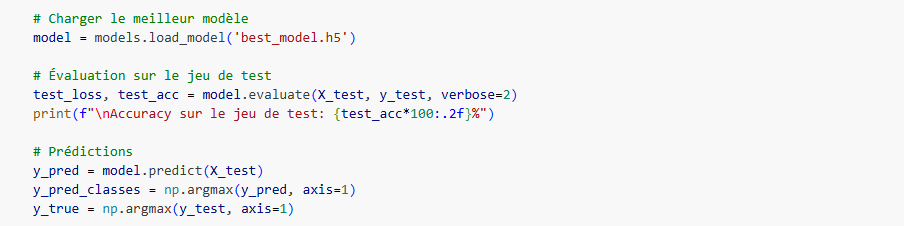 # Charger le meilleur modèle
model = models.load_model('best_model.h5')
# Évaluation sur le jeu de test
test_loss, test_acc = model.evaluate(X_test, y_test, verbose=2)
print(f"\nAccuracy sur le jeu de test: {test_acc*100:.2f}%")
# Prédictions
y_pred = model.predict(X_test)
y_pred_classes = np.argmax(y_pred, axis=1)
y_true = np.argmax(y_test, axis=1)